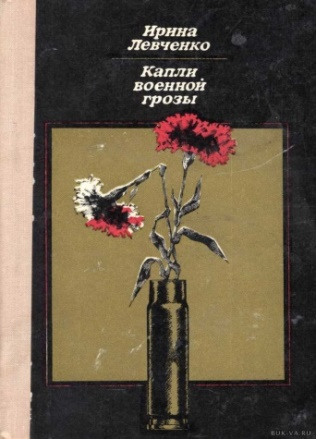 Ирина
Левченко
Капли
военной
грозы
BUK-VA.RU